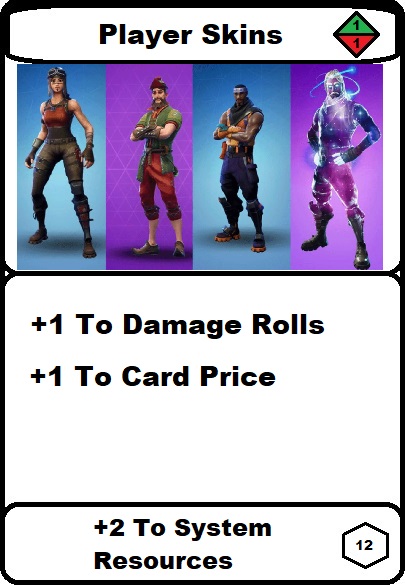 Player Skins
1
1
+1 To Damage Rolls
+1 To Card Price
+2 To System
Resources
12